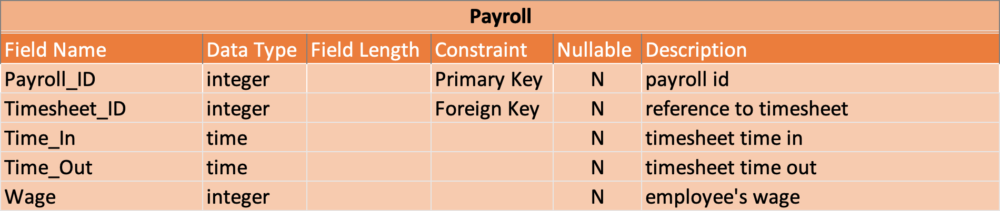 Payroll
Field Name Data Type Field Length Constraint Nullable Description
Payroll_ID integer Primary Key N payroll id
Timesheet_ID integer Foreign Key N reference to timesheet
Time_In time N timesheet time in
Time_Out time N timesheet time out
Wage integer N employee's wage